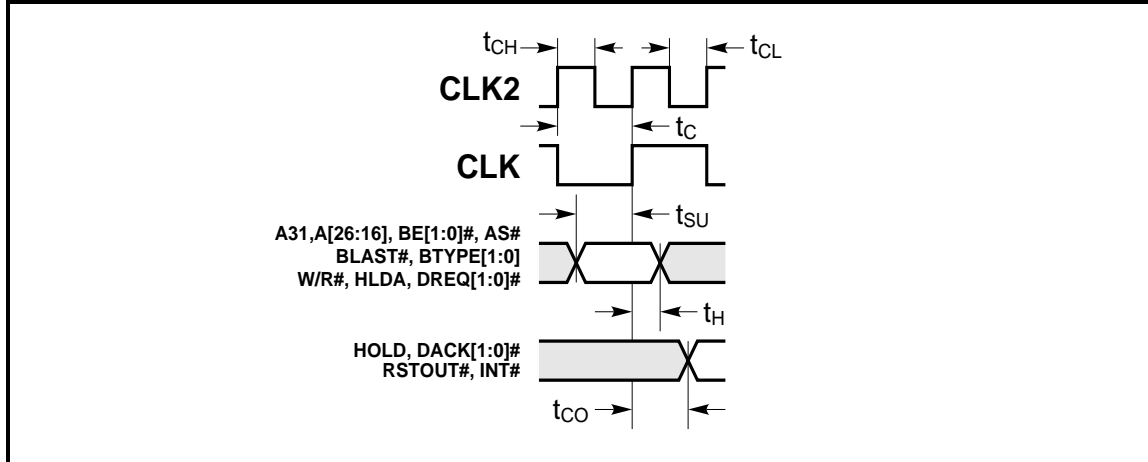 tCH
tCL
CLK2
tC
CLK
tSU
A31,A[26:16], BE[1:0]#, AS#
BLAST#, BTYPE[1:0]
W/R#, HLDA, DREQ[1:0]#
tH
HOLD, DACK[1:0]#
RSTOUT#, INT#
tCO